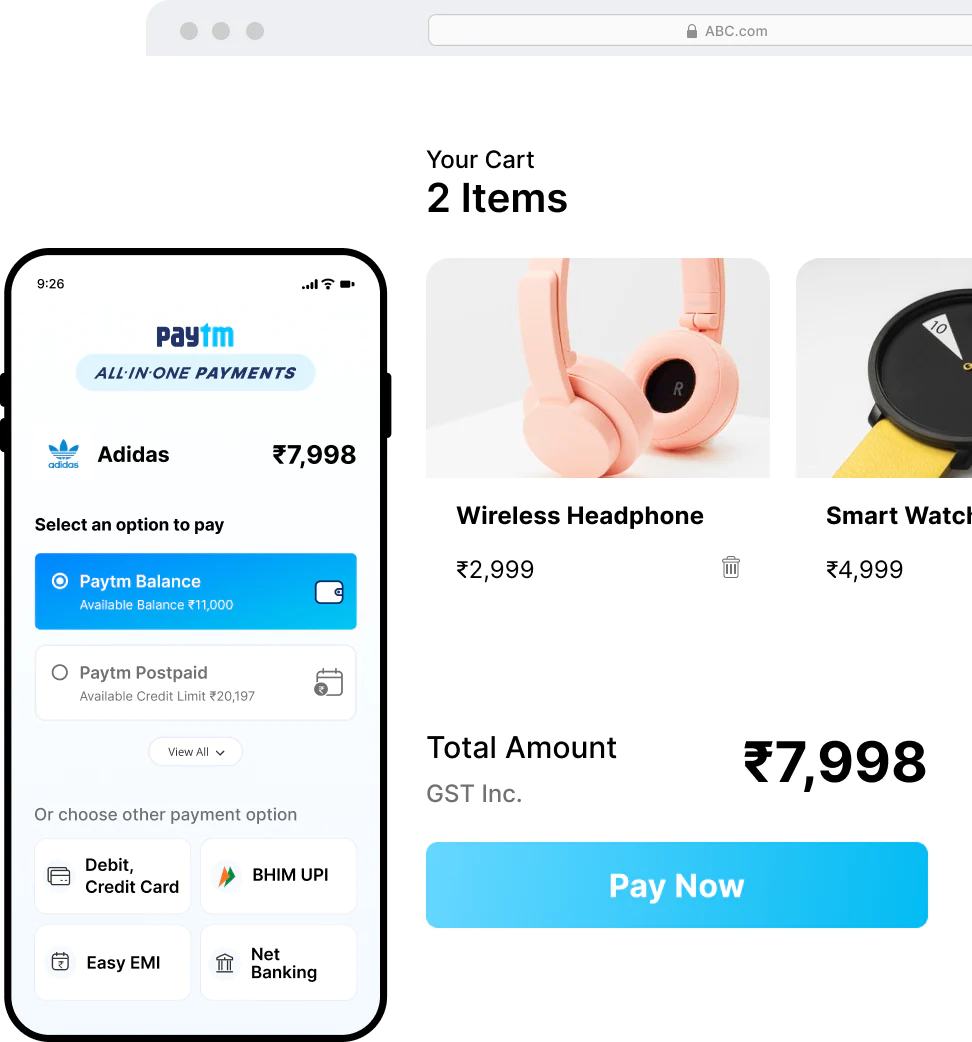 ABC.com
Your Cart
2 Items
R
10
Wireless Headphone
₹2,999
Smart Watch
₹4,999
Total Amount
GST Inc.
₹7,998
Pay Now
9:26
paytm
ALL·IN·ONE PAYMENTS
adidas
Adidas
₹7,998
Select an option to pay
Paytm Balance
Available Balance ₹11,000
Paytm Postpaid
Available Credit Limit ₹20,197
View All
Or choose other payment option
Debit,
Credit Card
BHIM UPI
Easy EMI
Net
Banking